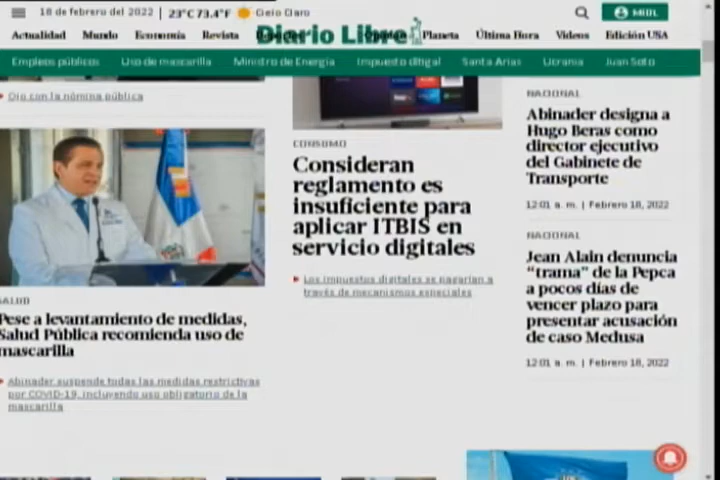 18 de febrero del 2022 | 23°C 73.4°F Cielo Claro
MIDL
Actualidad Mundo Economía Revista Planeta Última Hora Videos Edición USA
Diario Libre
Empleos públicos Uso de mascarilla Ministro de Energía Impuesto ditigal Santa Arias Ucrania Juan Soto
Ojo con la nómina pública
SALUD
Pese a levantamiento de medidas,
Salud Pública recomienda uso de
mascarilla
Abinader suspende todas las medidas restrictivas
por COVID-19, incluyendo uso obligatorio de la
mascarilla
CONSUMO
Consideran
reglamento es
insuficiente para
aplicar ITBIS en
servicio digitales
Los impuestos digitales se pagarían a
través de mecanismos especiales
NACIONAL
Abinader designa a
Hugo Beras como
director ejecutivo
del Gabinete de
Transporte
12:01 a. m. | Febrero 18, 2022
NACIONAL
Jean Alain denuncia
“trama” de la Pepca
a pocos días de
vencer plazo para
presentar acusación
de caso Medusa
12:01 a. m. | Febrero 18, 2022